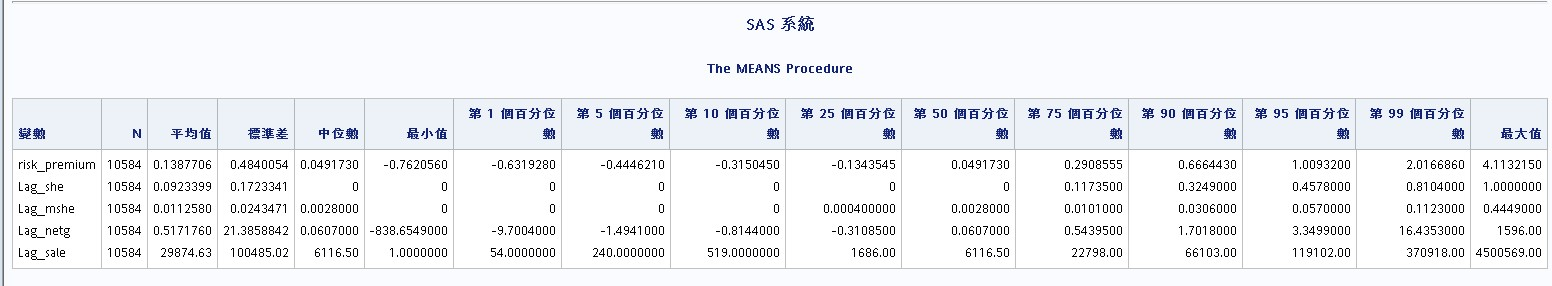 SAS 系統
The MEANS Procedure
變數 N 平均值 標準差 中位數 最小值 第 1 個百分位數 第 5 個百分位數 第 10 個百分位數 第 25 個百分位數 第 50 個百分位數 第 75 個百分位數 第 90 個百分位數 第 95 個百分位數 第 99 個百分位數 最大值
risk_premium 10584 0.1387706 0.4840054 0.0491730 -0.7620560 -0.6319280 -0.4446210 -0.3150450 -0.1343545 0.0491730 0.2908555 0.6664430 1.0093200 2.0166860 4.1132150
Lag_she 10584 0.0923399 0.1723341 0 0 0 0 0 0 0 0.1173500 0.3249000 0.4578000 0.8104000 1.0000000
Lag_mshe 10584 0.0112580 0.0243471 0.0028000 0 0 0 0 0.000400000 0.0028000 0.0101000 0.0306000 0.0570000 0.1123000 0.4449000
Lag_netg 10584 0.5171760 21.3858842 0.0607000 -838.6549000 -9.7004000 -1.4941000 -0.8144000 -0.3108500 0.0607000 0.5439500 1.7018000 3.3499000 16.4353000 1596.00
Lag_sale 10584 29874.63 100485.02 6116.50 1.0000000 54.0000000 240.0000000 519.0000000 1686.00 6116.50 22798.00 66103.00 119102.00 370918.00 4500569.00